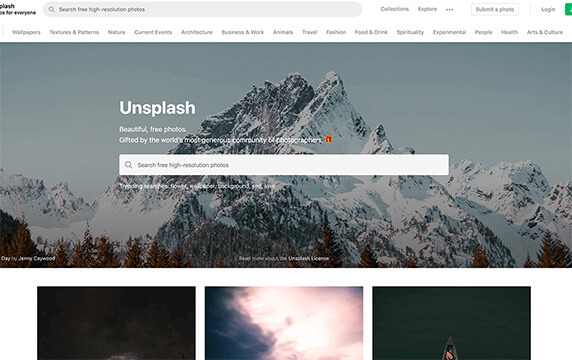 plash
os for everyone
Search free high-resolution photos
Collections
Explore
Submit a photo
Login
Wallpapers
Textures & Patterns
Nature
Current Events
Architecture
Business & Work
Animals
Travel
Fashion
Food & Drink
Spirituality
Experimental
People
Health
Arts & Culture
Unsplash
Beautiful, free photos.
Gifted by the world's most generous community of photographers. 🎁
Search free high-resolution photos
Trending searches: flower, wallpaper, background, sad, love
Day by Jenny Caywood
Read more about the Unsplash License